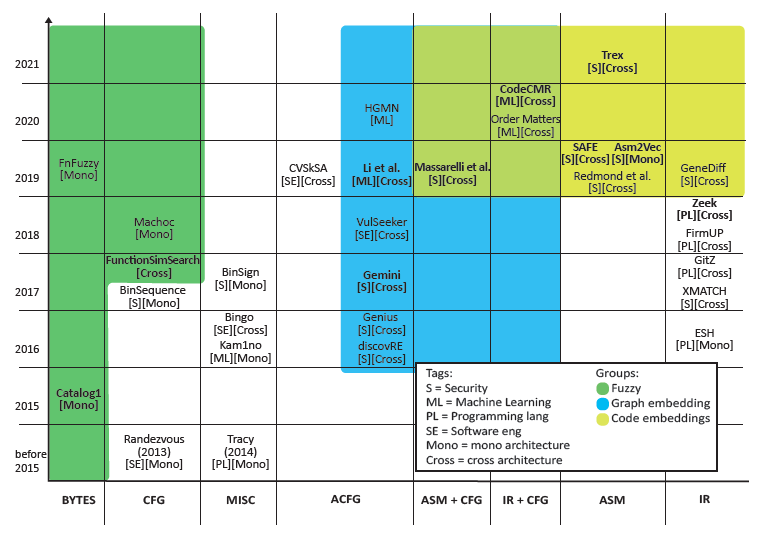 2021
Trex
[S][Cross]
2020
HGMN
[ML]
CodeCMR
[ML][Cross]
Order Matters
[ML][Cross]
2019
FnFuzzy
[Mono]
CVSkSA
[SE][Cross]
Li et al.
[ML][Cross]
Massarelli et al.
[S][Cross]
SAFE Asm2Vec
[S][Cross] [S][Mono]
Redmond et al.
[S][Cross]
GeneDiff
[S][Cross]
2018
Machoc
[Mono]
VulSeeker
[SE][Cross]
Zeek
[PL][Cross]
FirmUP
[PL][Cross]
2017
FunctionSimSearch
[Cross]
BinSequence
[S][Mono]
BinSign
[S][Mono]
Gemini
[S][Cross]
GitZ
[PL][Cross]
XMATCH
[S][Cross]
2016
Bingo
[SE][Cross]
Kam1no
[ML][Mono]
Genius
[S][Cross]
discovRE
[S][Cross]
ESH
[PL][Mono]
2015
Catalog1
[Mono]
before
2015
Randezvous
(2013)
[SE][Mono]
Tracy
(2014)
[PL][Mono]
Tags:
S = Security
ML = Machine Learning
PL = Programming lang
SE = Software eng
Mono = mono architecture
Cross = cross architecture
Groups:
Fuzzy
Graph embedding
Code embeddings
BYTES CFG MISC ACFG ASM + CFG IR + CFG ASM IR